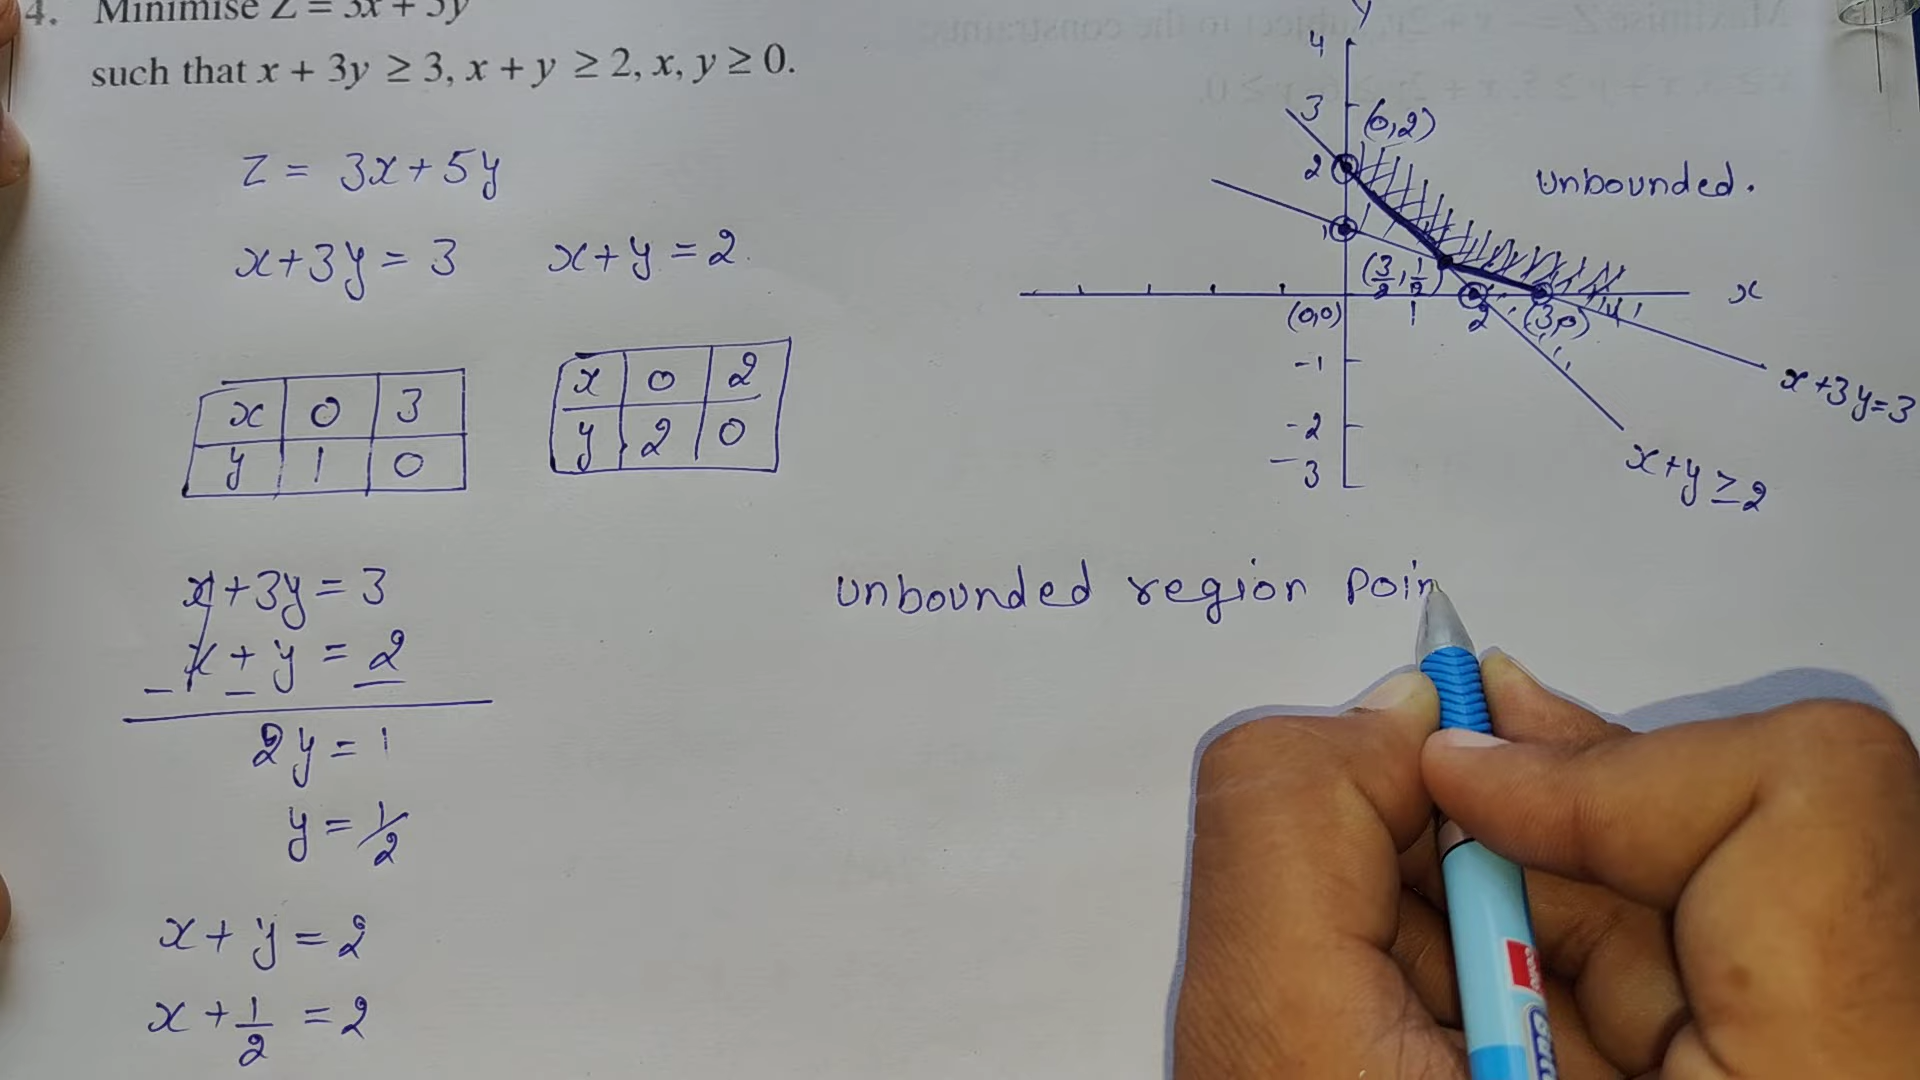 4. Minimise Z = 3x + 5y
such that x + 3y ≥ 3, x + y ≥ 2, x, y ≥ 0.
Z = 3x+5y
x+3y = 3
x+y = 2
x 0 3
y 1 0
x 0 2
y 2 0
x+3y = 3
x + y = 2
- - -
2y = 1
y = 1/2
x + y = 2
x + 1/2 = 2
y
4
3
(0,2)
2
unbounded.
1
(3/2, 1/2)
x
(0,0)
1
2
(3,0)
4
-1
-2
-3
x+3y=3
x+y ≥ 2
unbounded region poin